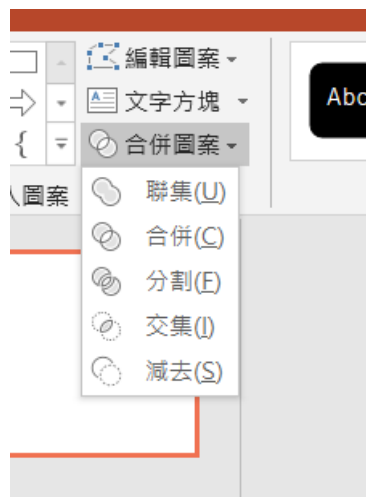 編輯圖案
文字方塊
合併圖案
人圖案
聯集(U)
合併(C)
分割(F)
交集(I)
減去(S)
Abc